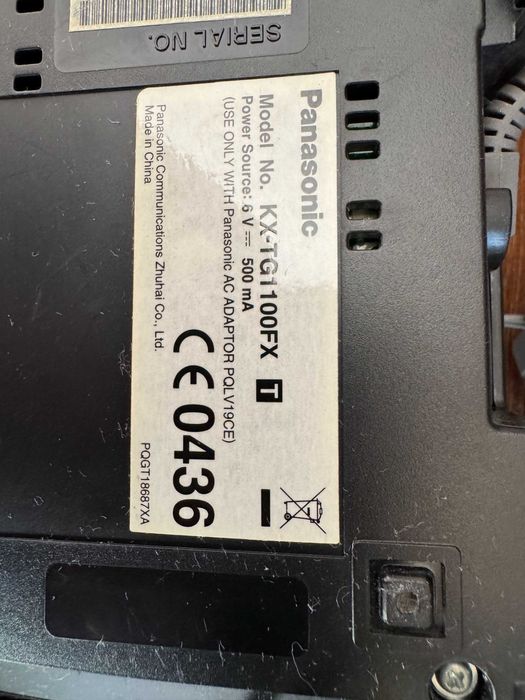 SERIAL NO.
Panasonic
Model No. KX-TG1100FX T
Power Source: 6 V ⎓ 500 mA
(USE ONLY WITH Panasonic AC ADAPTOR PQLV19CE)
CE 0436
Panasonic Communications Zhuhai Co., Ltd.
Made in China
PQGT18687XA